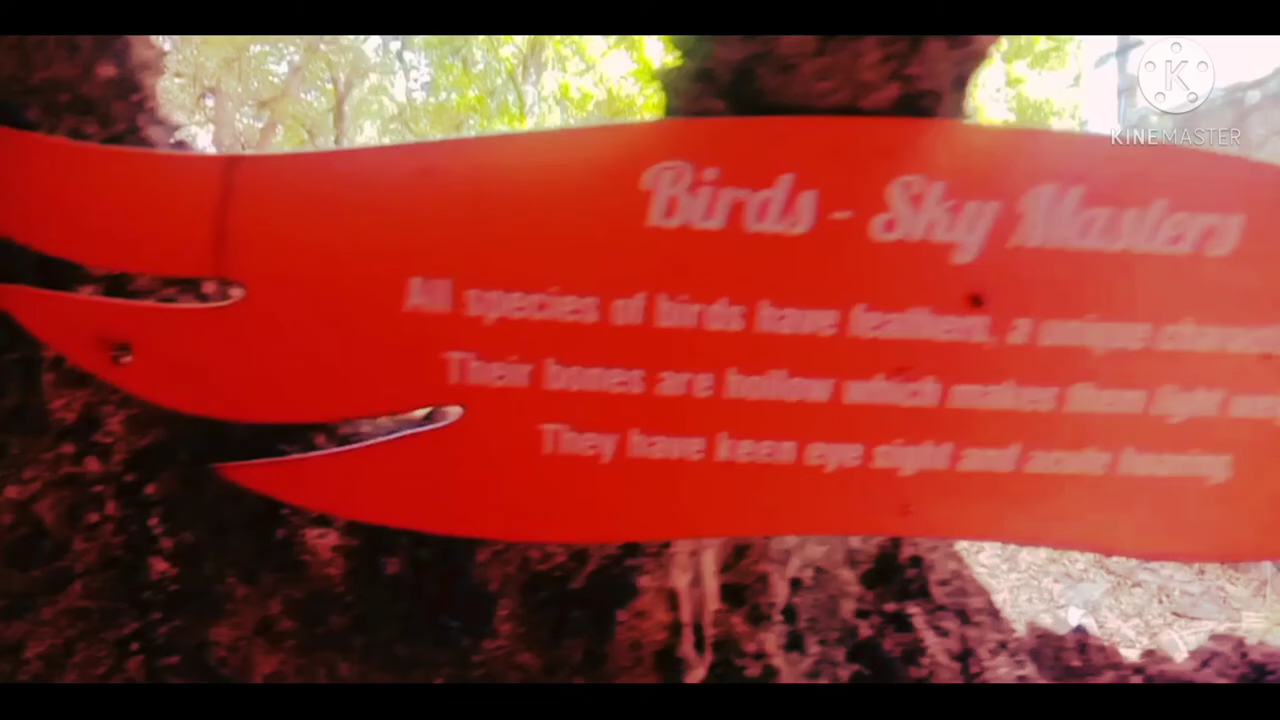 Birds - Sky Masters
All species of birds have feathers, a unique
Their bones are hollow which makes them light
They have keen eye sight and acute hearing.
KINEMASTER